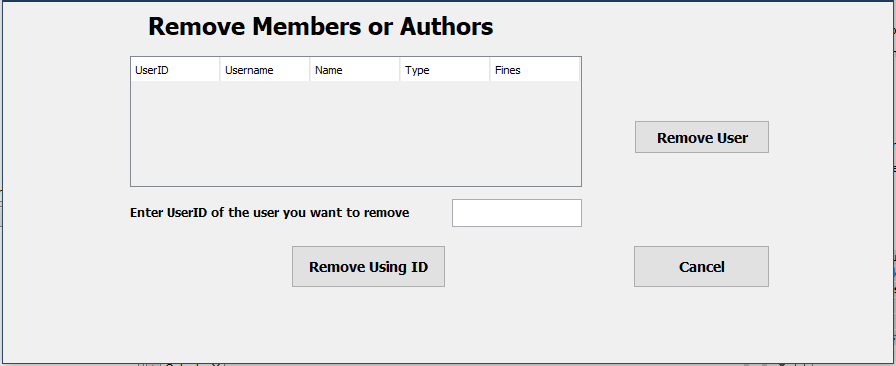 Remove Members or Authors
UserID Username Name Type Fines
Remove User
Enter UserID of the user you want to remove
Remove Using ID Cancel